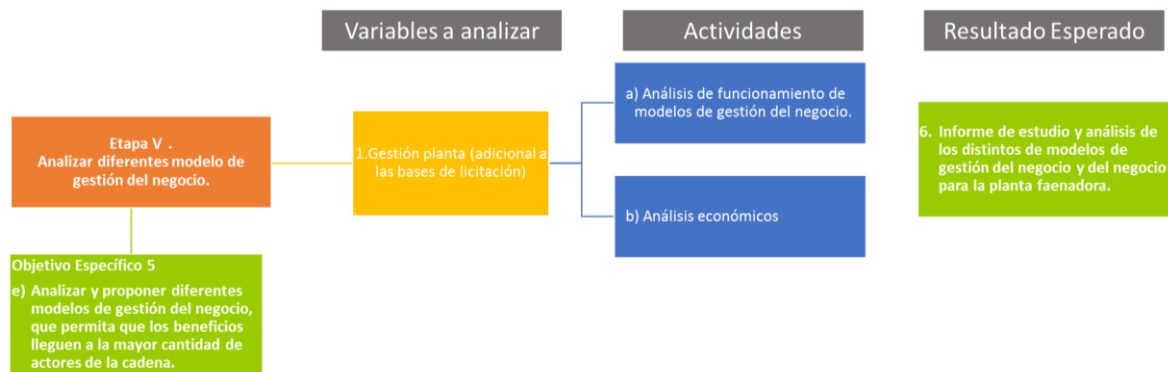 Variables a analizar
Actividades
Resultado Esperado
Etapa V .
Analizar diferentes modelo de
gestión del negocio.
1.Gestión planta (adicional a
las bases de licitación)
a) Análisis de funcionamiento de
modelos de gestión del negocio.
b) Análisis económicos
6. Informe de estudio y análisis de
los distintos de modelos de
gestión del negocio y del negocio
para la planta faenadora.
Objetivo Específico 5
e) Analizar y proponer diferentes
modelos de gestión del negocio,
que permita que los beneficios
lleguen a la mayor cantidad de
actores de la cadena.